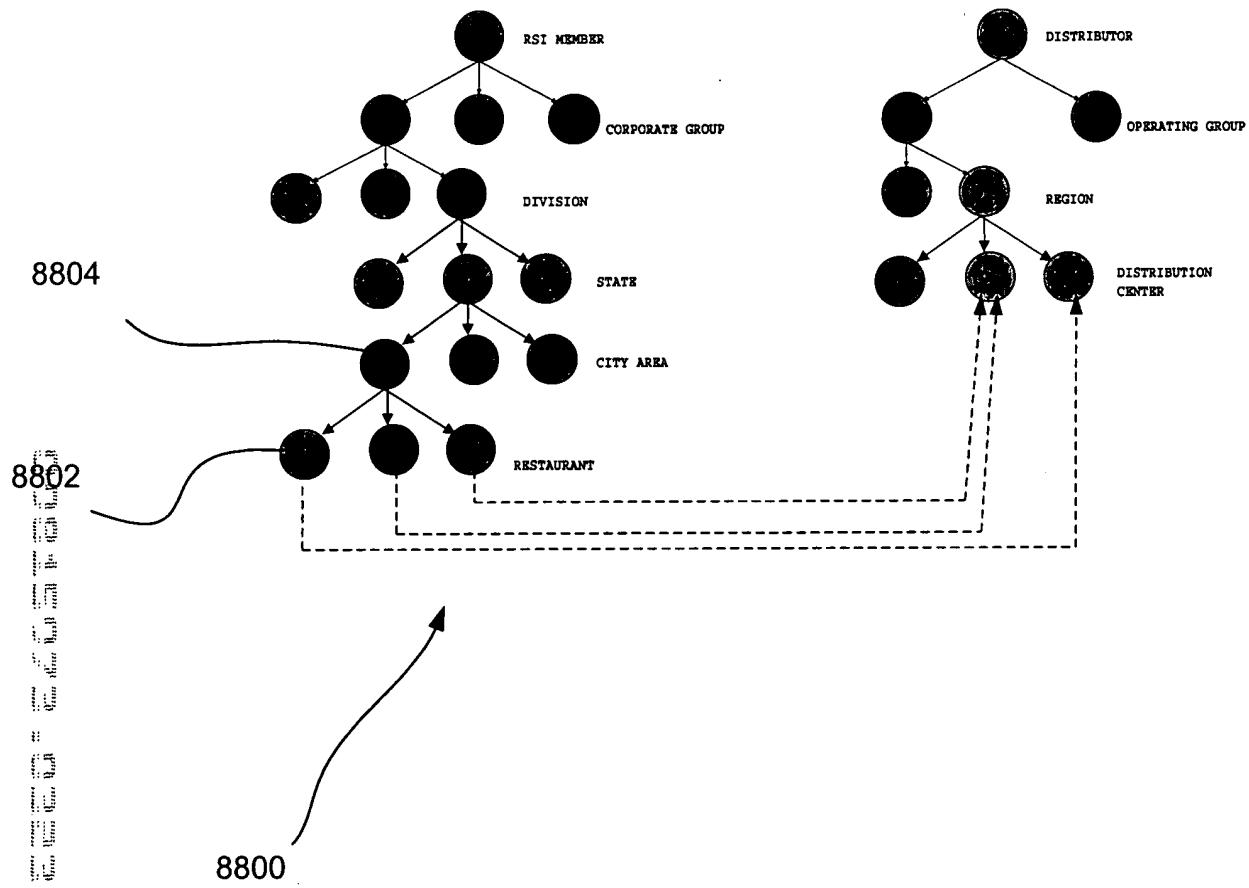 RSI MEMBER
DISTRIBUTOR
CORPORATE GROUP
OPERATING GROUP
DIVISION
REGION
8804
STATE
DISTRIBUTION
CENTER
CITY AREA
8802
RESTAURANT
8800